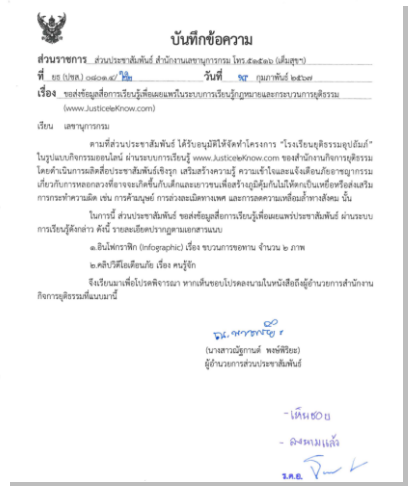 บันทึกข้อความ
ส่วนราชการ ส่วนประชาสัมพันธ์ สำนักงานเลขานุการกรม โทร.๕๑๕๑๖ (เต็มสุขฯ)
ที่ ยธ (ปชส.) ๐๘๐๑.๔/ วันที่ กุมภาพันธ์ ๒๕๖๗
เรื่อง ขอส่งข้อมูลสื่อการเรียนรู้เพื่อเผยแพร่ในระบบการเรียนรู้กฎหมายและกระบวนการยุติธรรม
(www.JusticeleKnow.com)
เรียน เลขานุการกรม
ตามที่ส่วนประชาสัมพันธ์ ได้รับอนุมัติให้จัดทำโครงการ "โรงเรียนยุติธรรมอุปถัมภ์"
ในรูปแบบกิจกรรมออนไลน์ ผ่านระบบการเรียนรู้ www.JusticeleKnow.com ของสำนักงานกิจการยุติธรรม
โดยดำเนินการผลิตสื่อประชาสัมพันธ์เชิงรุก เสริมสร้างความรู้ ความเข้าใจและแจ้งเตือนภัยอาชญากรรม
เกี่ยวกับการหลอกลวงที่อาจจะเกิดขึ้นกับเด็กและเยาวชนเพื่อสร้างภูมิคุ้มกันไม่ให้ตกเป็นเหยื่อหรือส่งเสริม
การกระทำความผิด เช่น การค้ามนุษย์ การล่วงละเมิดทางเพศ และการลดความเหลื่อมล้ำทางสังคม นั้น
ในการนี้ ส่วนประชาสัมพันธ์ ขอส่งข้อมูลสื่อการเรียนรู้เพื่อเผยแพร่ประชาสัมพันธ์ ผ่านระบบ
การเรียนรู้ดังกล่าว ดังนี้ รายละเอียดปรากฏตามเอกสารแนบ
๑.อินโฟกราฟิก (Infographic) เรื่อง ขบวนการขอทาน จำนวน ๒ ภาพ
๒.คลิปวิดีโอเตือนภัย เรื่อง คนรู้จัก
จึงเรียนมาเพื่อโปรดพิจารณา หากเห็นชอบโปรดลงนามในหนังสือถึงผู้อำนวยการสำนักงาน
กิจการยุติธรรมที่แนบมานี้
(นางสาวณัฐกานต์ พงษ์พิริยะ)
ผู้อำนวยการส่วนประชาสัมพันธ์
- เห็นชอบ
- ลงนามแล้ว